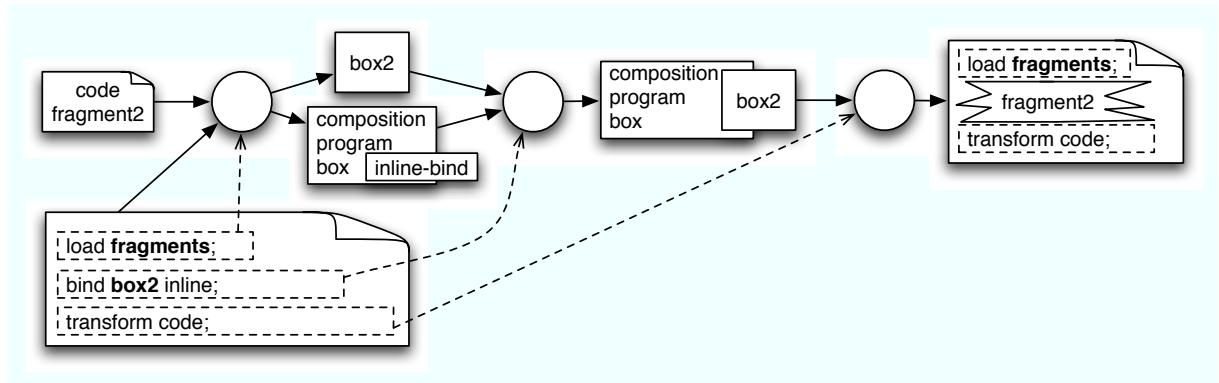 code
fragment2
box2
composition
program
box
inline-bind
composition
program
box
box2
load fragments;
fragment2
transform code;
load fragments;
bind box2 inline;
transform code;